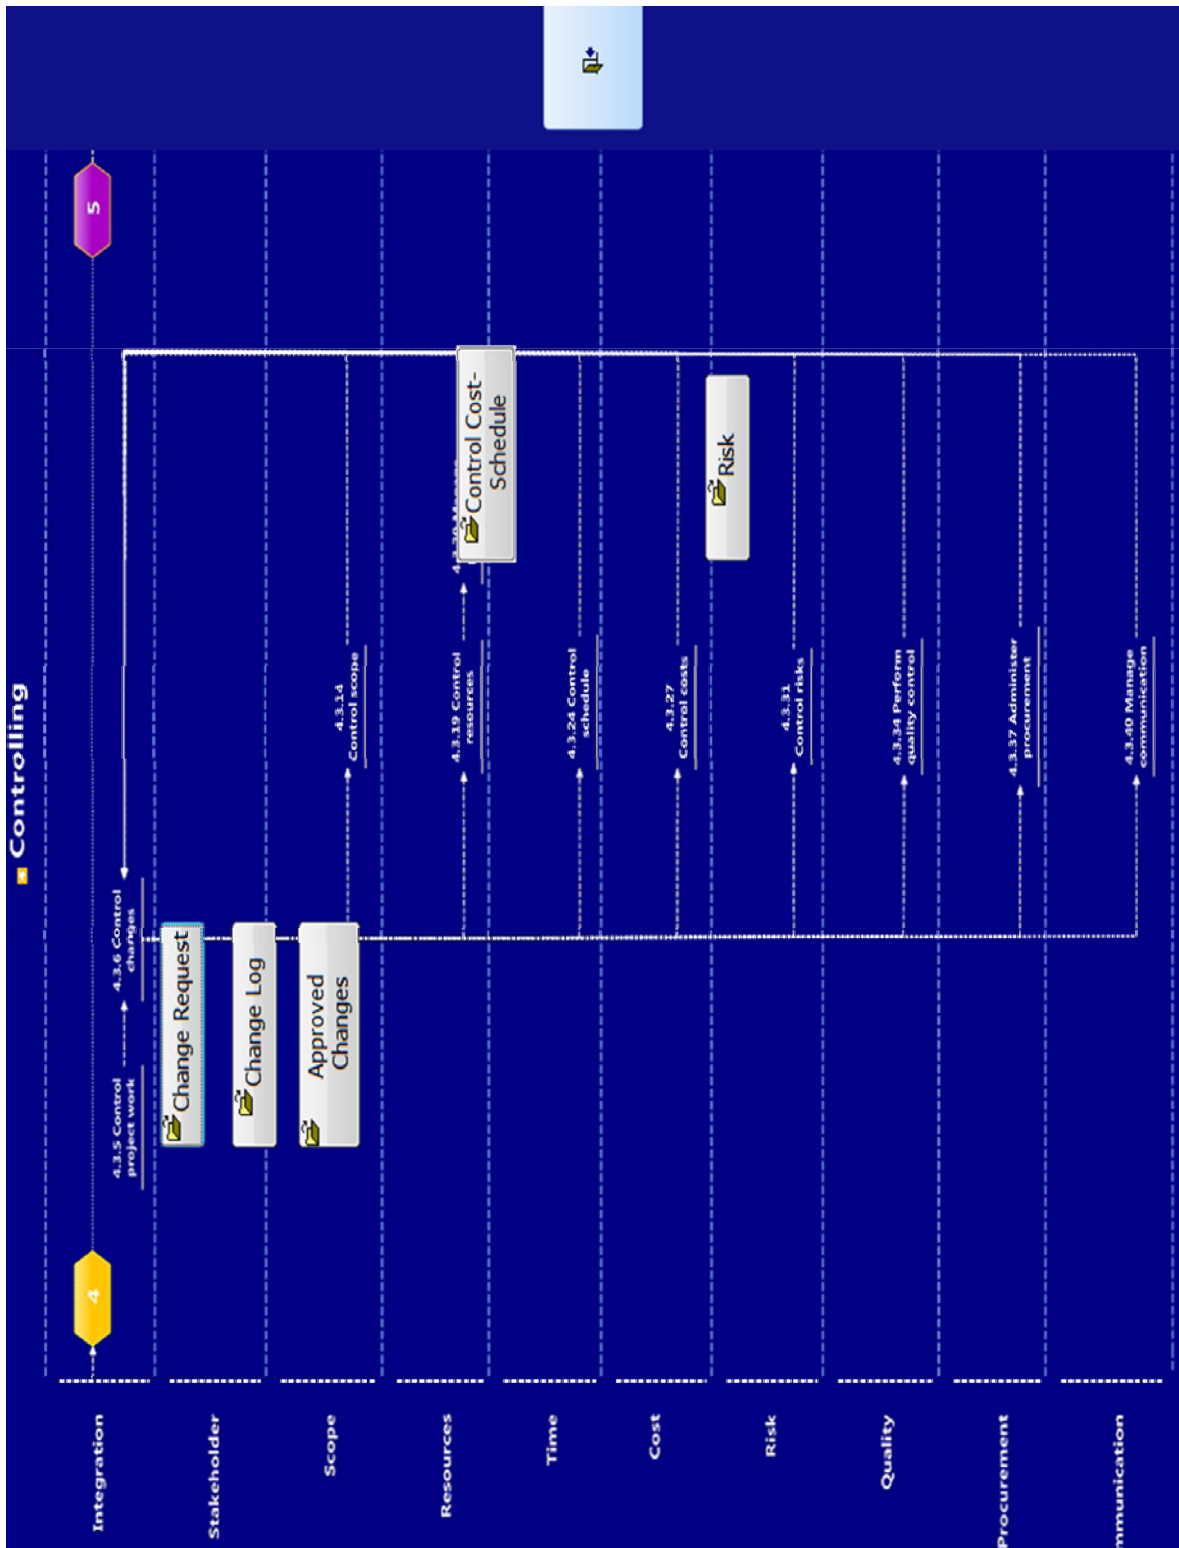 4 Controlling
Integration
4
4.3.5 Control
project work
4.3.6 Control
changes
5
Stakeholder
Change Request
Change Log
Scope
Approved
Changes
4.3.14
Control scope
Resources
4.3.19 Control
resources
Control Cost-
Schedule
Time
4.3.24 Control
schedule
Cost
4.3.27
Control costs
Risk
4.3.31
Control risks
Risk
Quality
4.3.34 Perform
quality control
Procurement
4.3.37 Administer
procurement
mmunication
4.3.40 Manage
communication